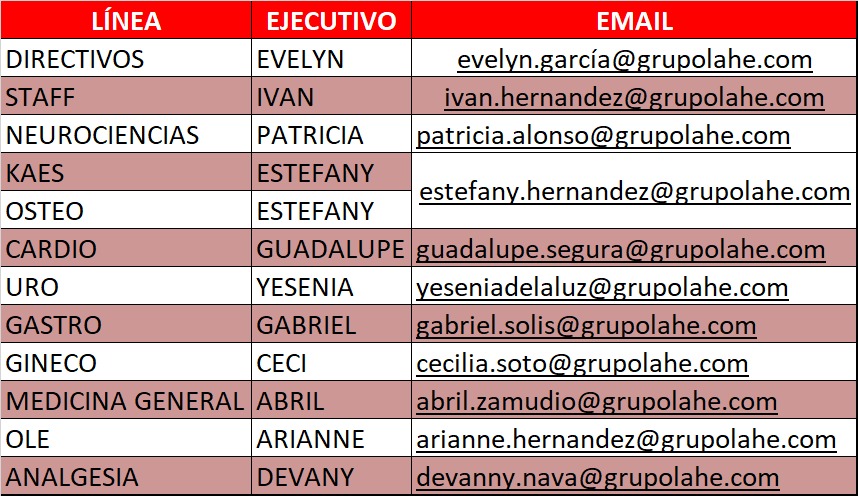 LÍNEA EJECUTIVO EMAIL
DIRECTIVOS EVELYN evelyn.garcía@grupolahe.com
STAFF IVAN ivan.hernandez@grupolahe.com
NEUROCIENCIAS PATRICIA patricia.alonso@grupolahe.com
KAES ESTEFANY estefany.hernandez@grupolahe.com
OSTEO ESTEFANY
CARDIO GUADALUPE guadalupe.segura@grupolahe.com
URO YESENIA yeseniadelaluz@grupolahe.com
GASTRO GABRIEL gabriel.solis@grupolahe.com
GINECO CECI cecilia.soto@grupolahe.com
MEDICINA GENERAL ABRIL abril.zamudio@grupolahe.com
OLE ARIANNE arianne.hernandez@grupolahe.com
ANALGESIA DEVANY devanny.nava@grupolahe.com